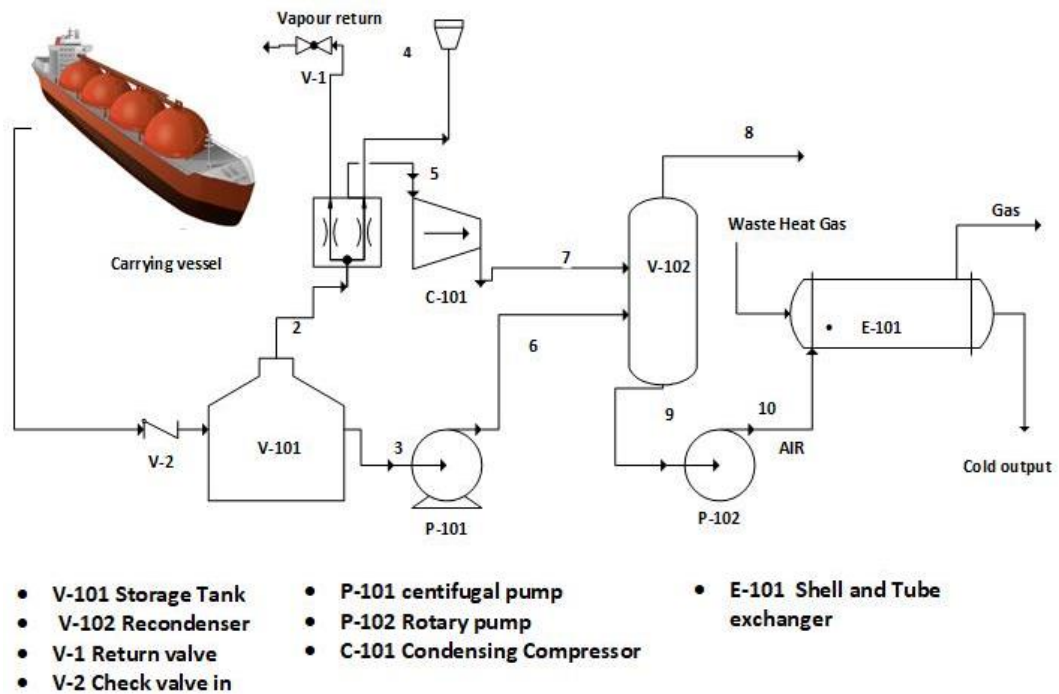 Vapour return
4
V-1
8
5
Waste Heat Gas
Gas
Carrying vessel
7
V-102
C-101
2
6
E-101
9
10
V-101
3
AIR
V-2
Cold output
P-101
P-102
• V-101 Storage Tank
• V-102 Recondenser
• V-1 Return valve
• V-2 Check valve in
• P-101 centifugal pump
• P-102 Rotary pump
• C-101 Condensing Compressor
• E-101 Shell and Tube
exchanger